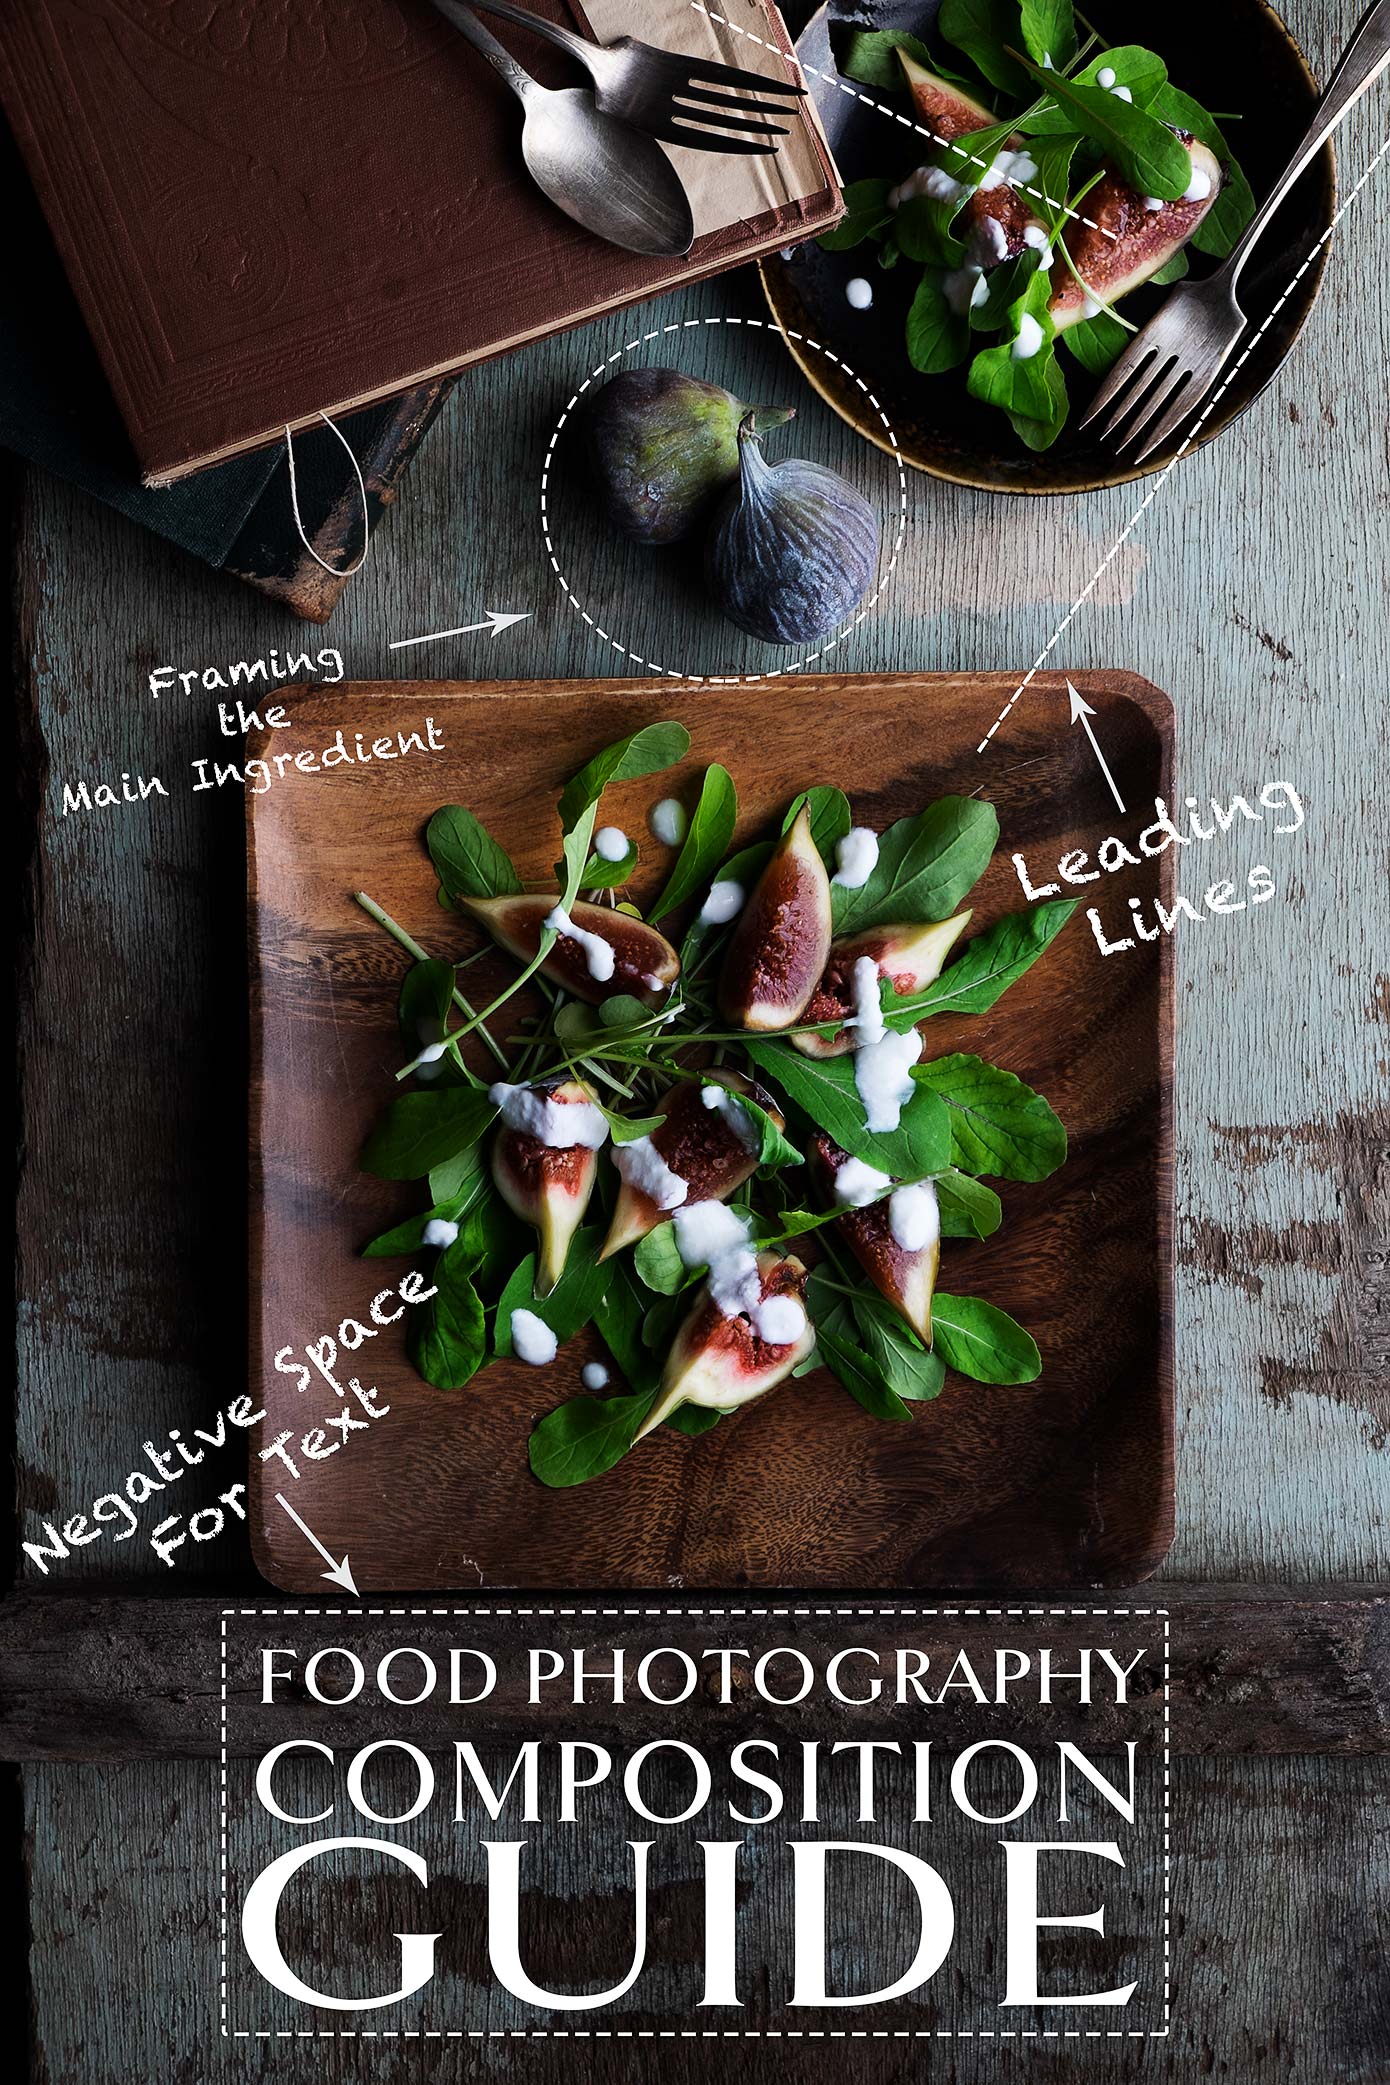 Framing
the
Main Ingredient
Leading
Lines
Negative Space
For Text
FOOD PHOTOGRAPHY
COMPOSITION
GUIDE